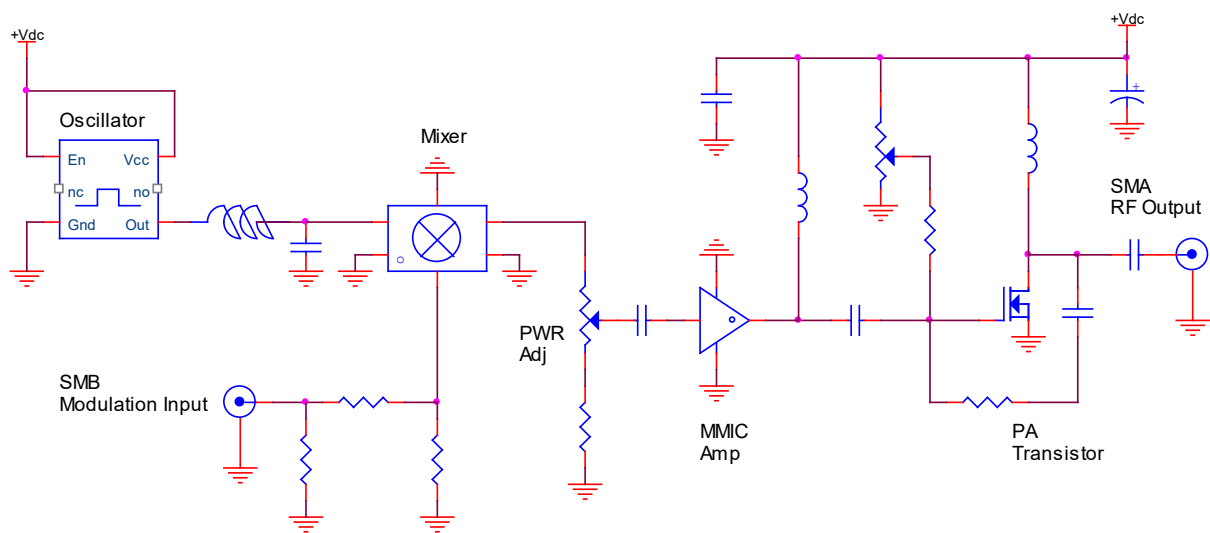 +Vdc
+Vdc
Oscillator
En
Vcc
nc
no
Gnd
Out
Mixer
SMA
RF Output
+
PWR
Adj
SMB
Modulation Input
MMIC
Amp
PA
Transistor